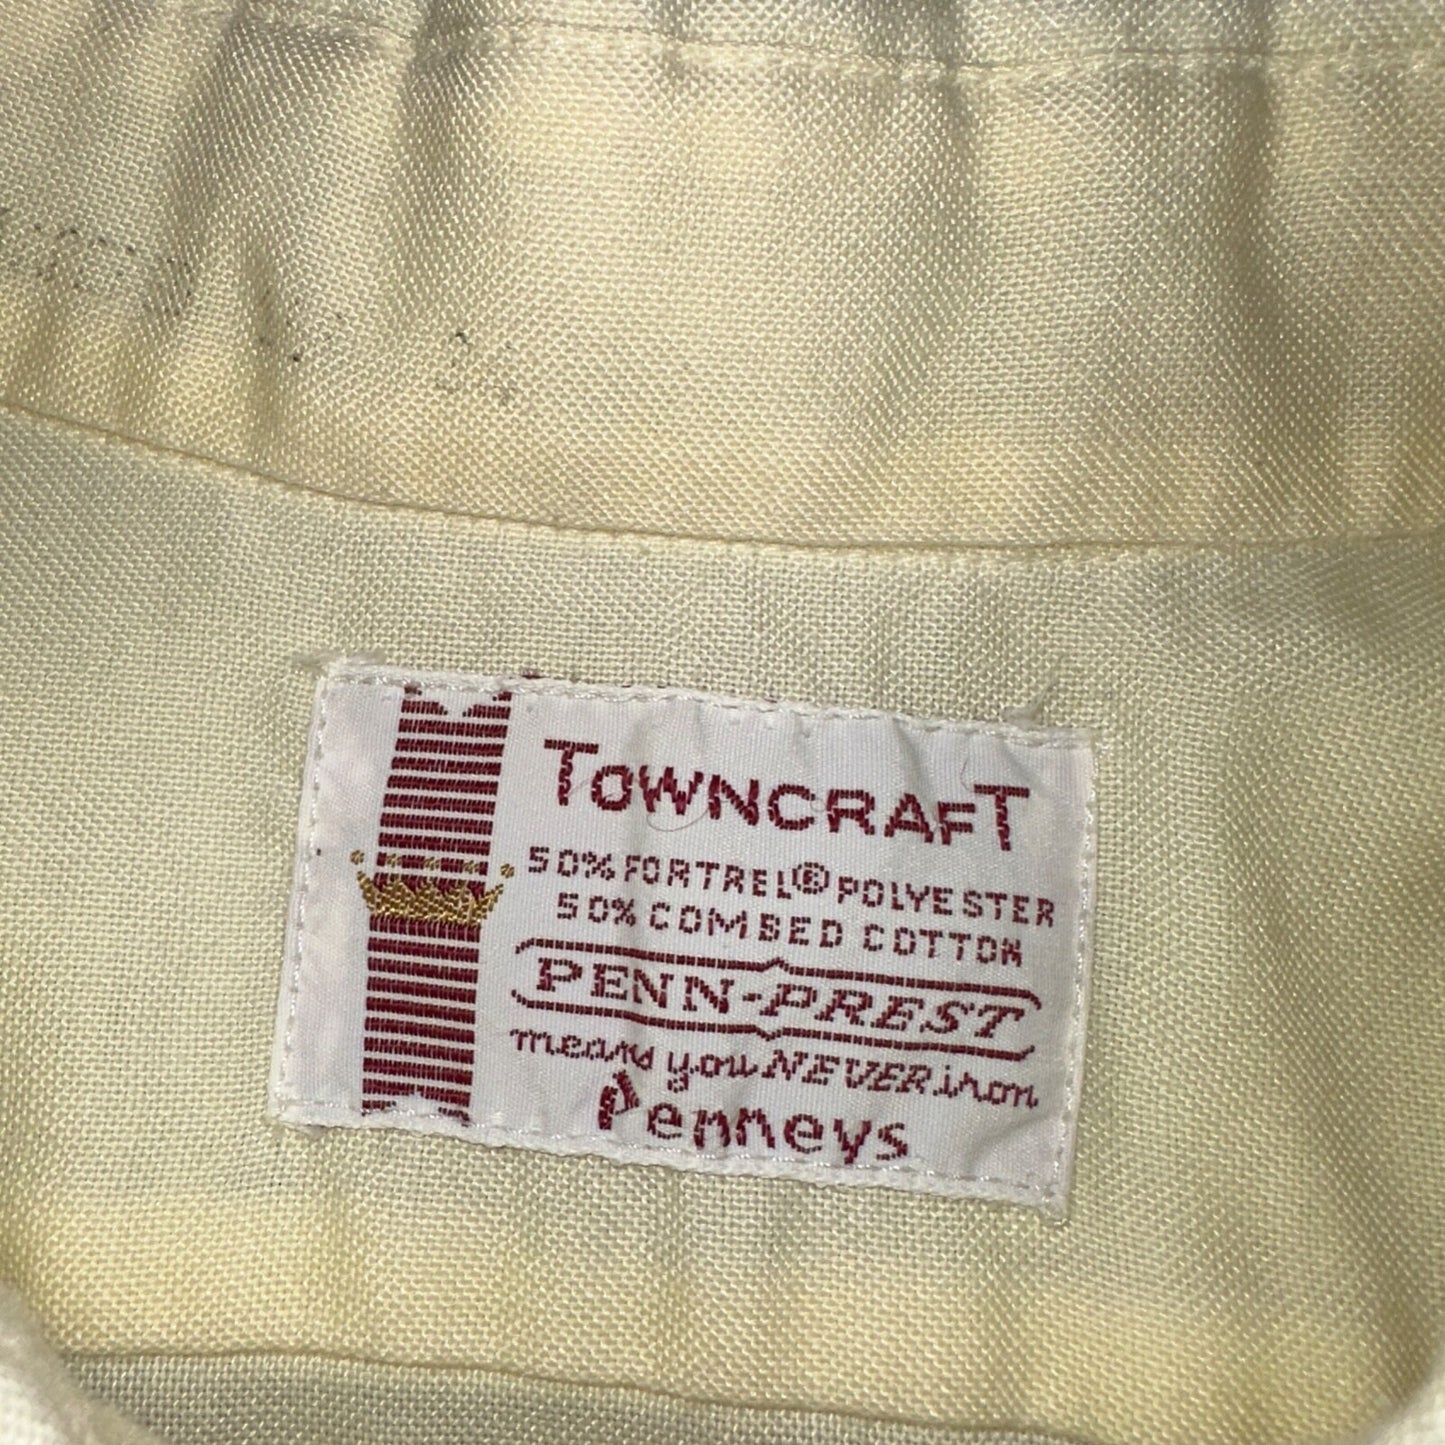 TOWNCRAFT
50% FORTREL® POLYESTER
50% COMBED COTTON
PENN-PREST
means you NEVER iron
Penneys